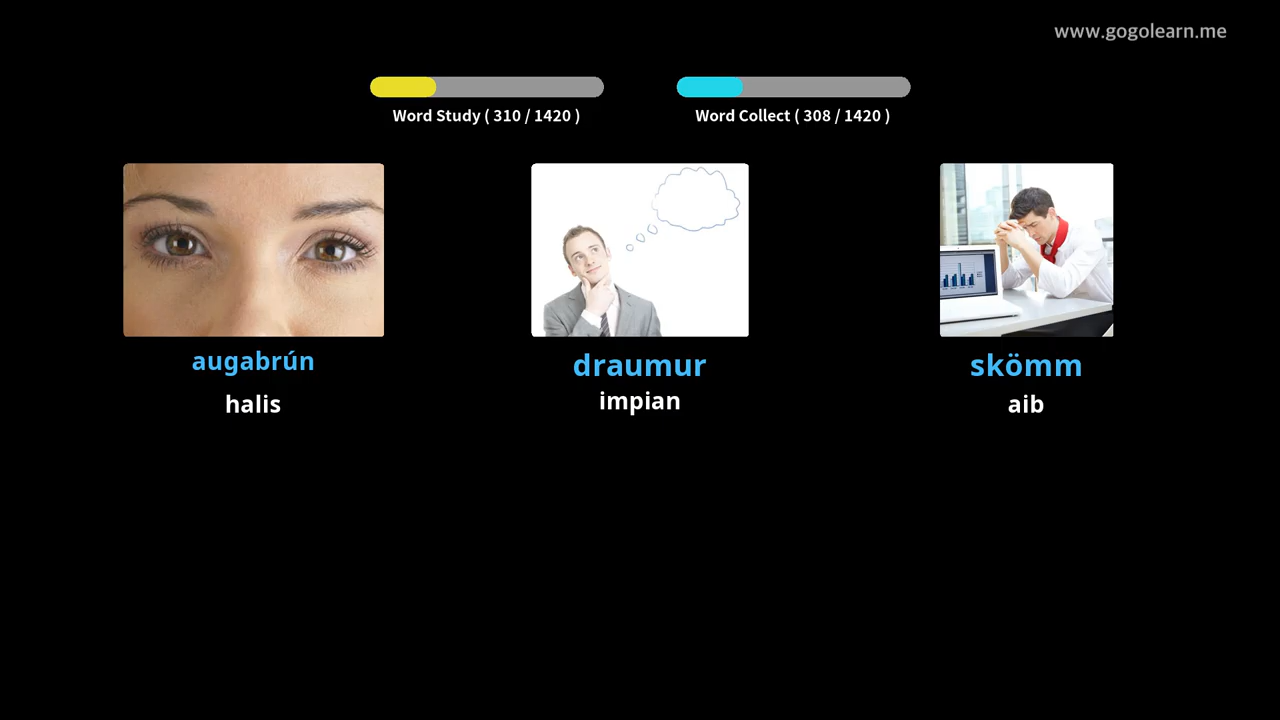 www.gogolearn.me
Word Study ( 310 / 1420 )
Word Collect ( 308 / 1420 )
augabrún
halis
draumur
impian
skömm
aib